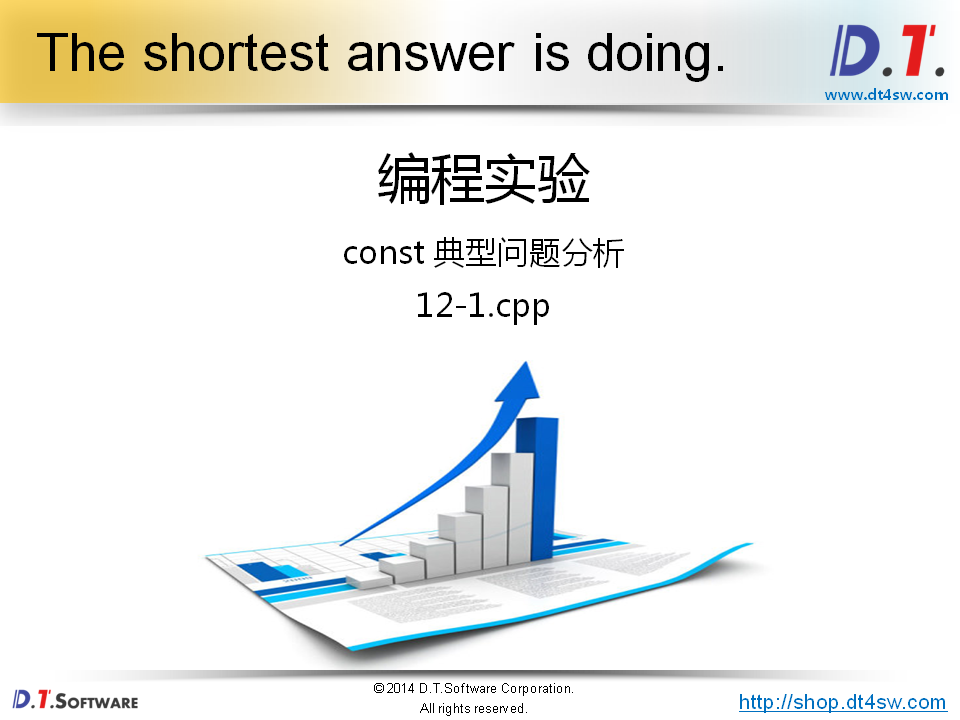 The shortest answer is doing.
D.T.
www.dt4sw.com
编程实验
const 典型问题分析
12-1.cpp
2009
©2014 D.T.Software Corporation.
All rights reserved.
D.T.SOFTWARE
http://shop.dt4sw.com